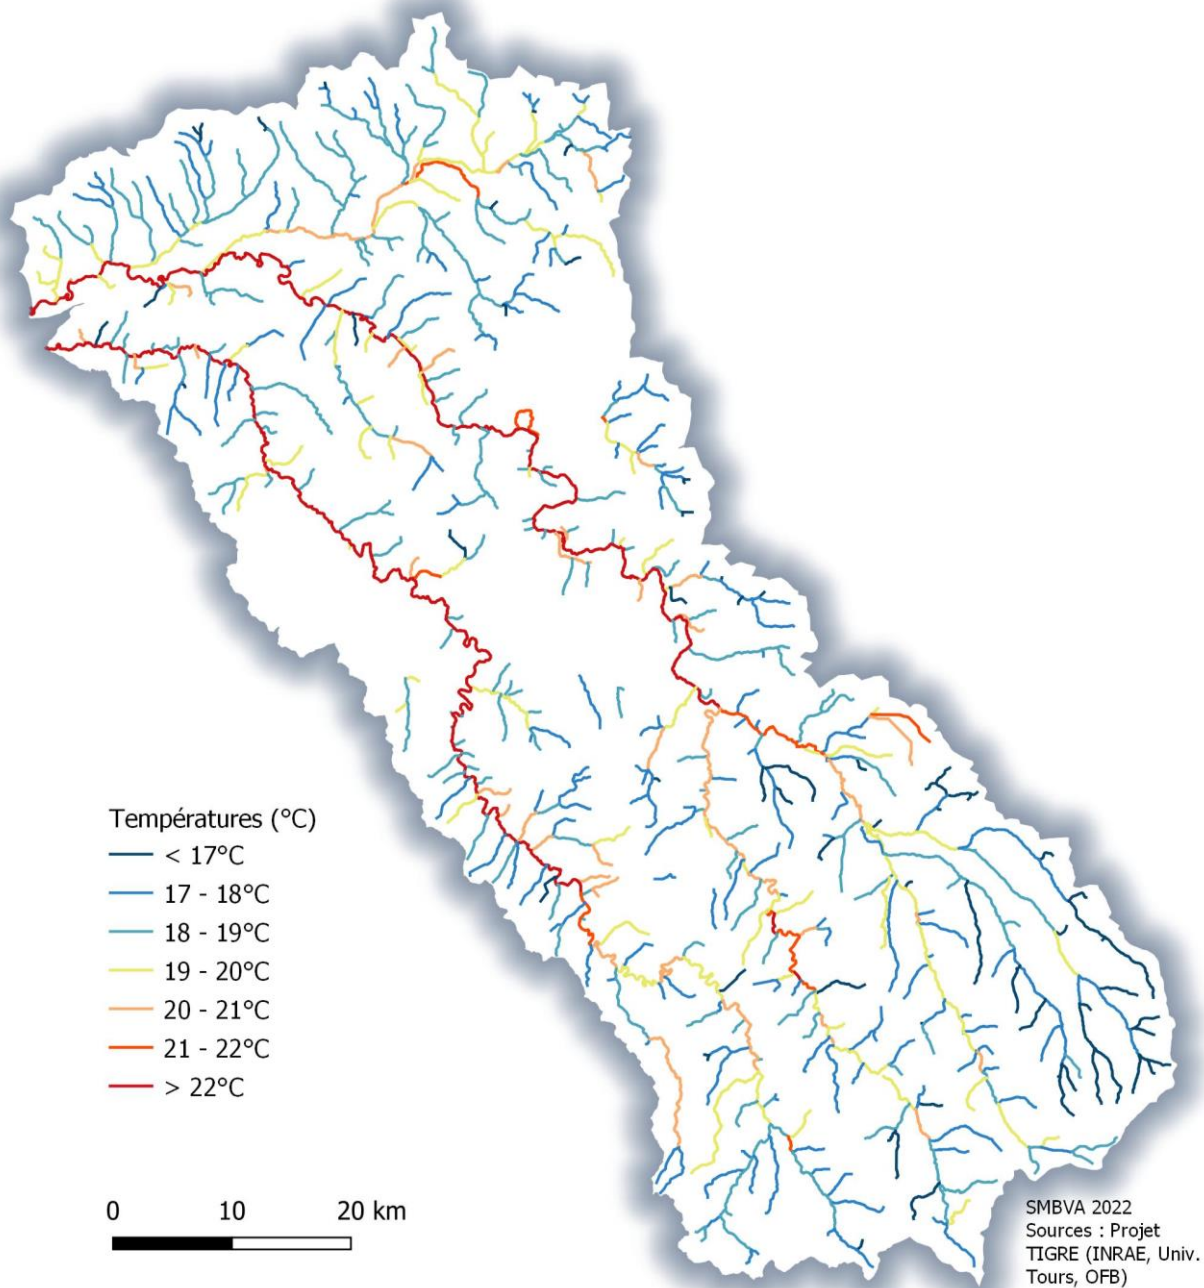 Températures (°C)
< 17°C
17 - 18°C
18 - 19°C
19 - 20°C
20 - 21°C
21 - 22°C
> 22°C
0 10 20 km
SMBVA 2022
Sources : Projet
TIGRE (INRAE, Univ.
Tours, OFB)